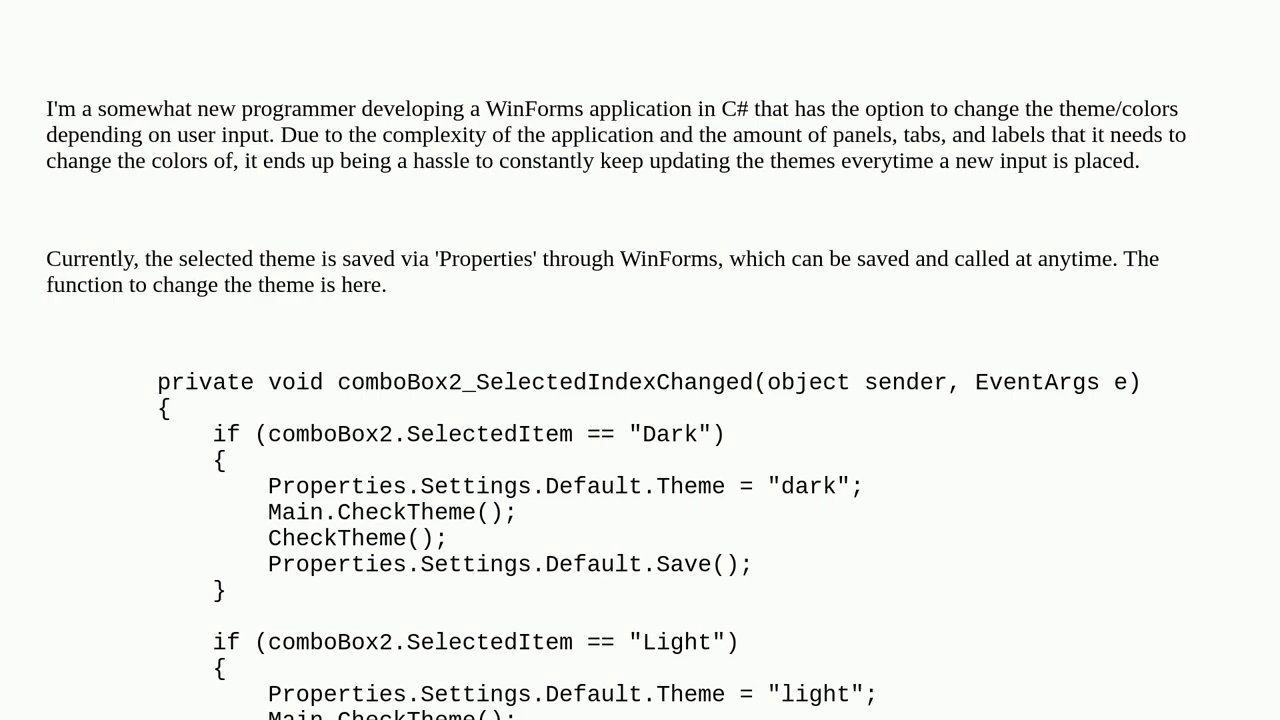 I'm a somewhat new programmer developing a WinForms application in C# that has the option to change the theme/colors
depending on user input. Due to the complexity of the application and the amount of panels, tabs, and labels that it needs to
change the colors of, it ends up being a hassle to constantly keep updating the themes everytime a new input is placed.
Currently, the selected theme is saved via 'Properties' through WinForms, which can be saved and called at anytime. The
function to change the theme is here.
private void comboBox2_SelectedIndexChanged(object sender, EventArgs e)
{
if (comboBox2.SelectedItem == "Dark")
{
Properties.Settings.Default.Theme = "dark";
Main.CheckTheme();
CheckTheme();
Properties.Settings.Default.Save();
}
if (comboBox2.SelectedItem == "Light")
{
Properties.Settings.Default.Theme = "light";
Main.CheckTheme();